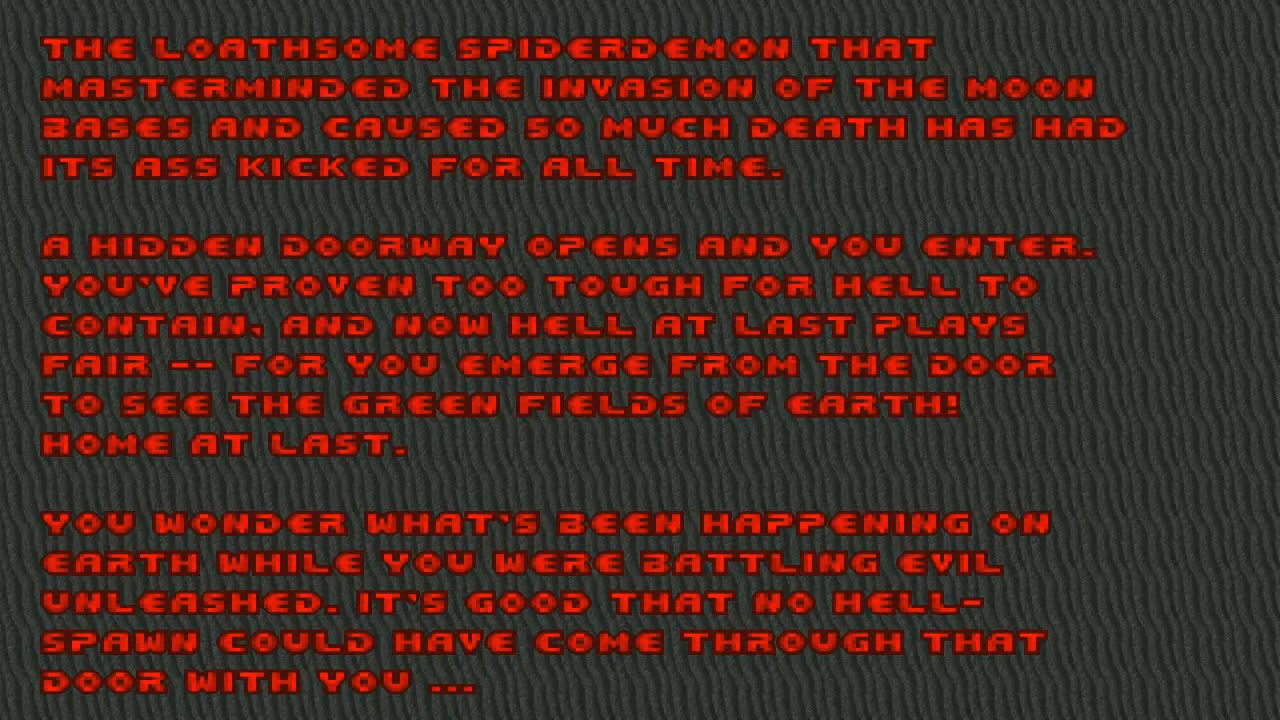 THE LOATHSOME SPIDERDEMON THAT
MASTERMINDED THE INVASION OF THE MOON
BASES AND CAUSED SO MUCH DEATH HAS HAD
ITS ASS KICKED FOR ALL TIME.

A HIDDEN DOORWAY OPENS AND YOU ENTER.
YOU'VE PROVEN TOO TOUGH FOR HELL TO
CONTAIN, AND NOW HELL AT LAST PLAYS
FAIR -- FOR YOU EMERGE FROM THE DOOR
TO SEE THE GREEN FIELDS OF EARTH!
HOME AT LAST.

YOU WONDER WHAT'S BEEN HAPPENING ON
EARTH WHILE YOU WERE BATTLING EVIL
UNLEASHED. IT'S GOOD THAT NO HELL-
SPAWN COULD HAVE COME THROUGH THAT
DOOR WITH YOU ...